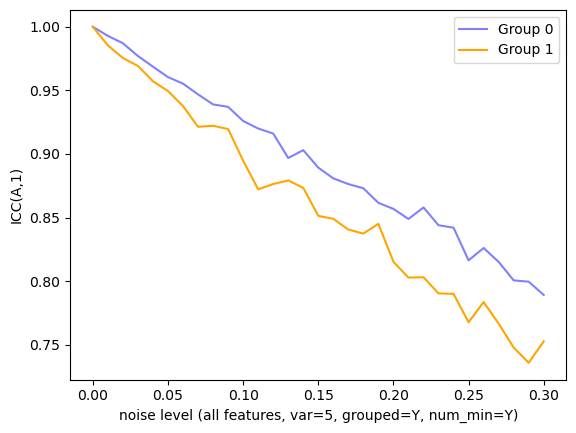 Group 0
Group 1
1.00
0.95
0.90
0.85
0.80
0.75
ICC(A,1)
0.00 0.05 0.10 0.15 0.20 0.25 0.30
noise level (all features, var=5, grouped=Y, num_min=Y)